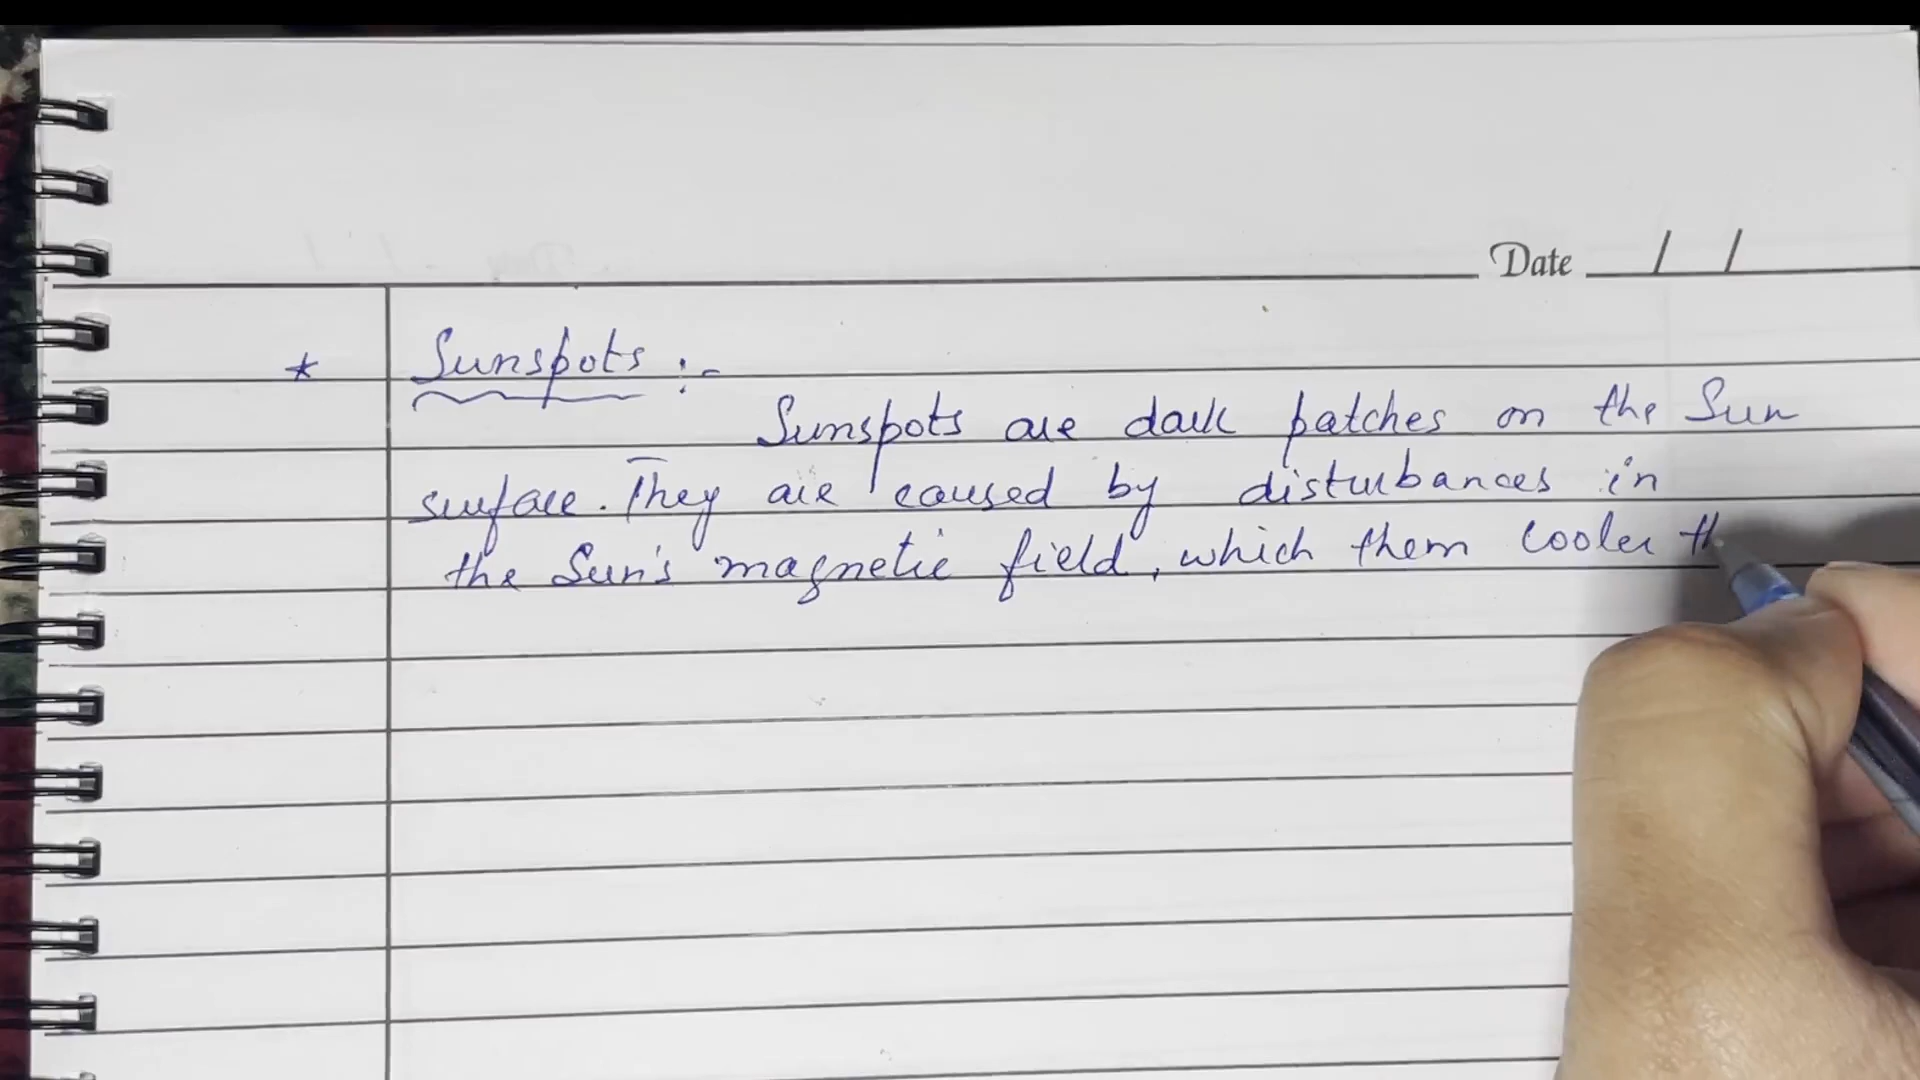 Date / /
* Sunspots :-
Sunspots are dark patches on the Sun
surface. They are caused by disturbances in
the Sun's magnetic field, which them cooler th